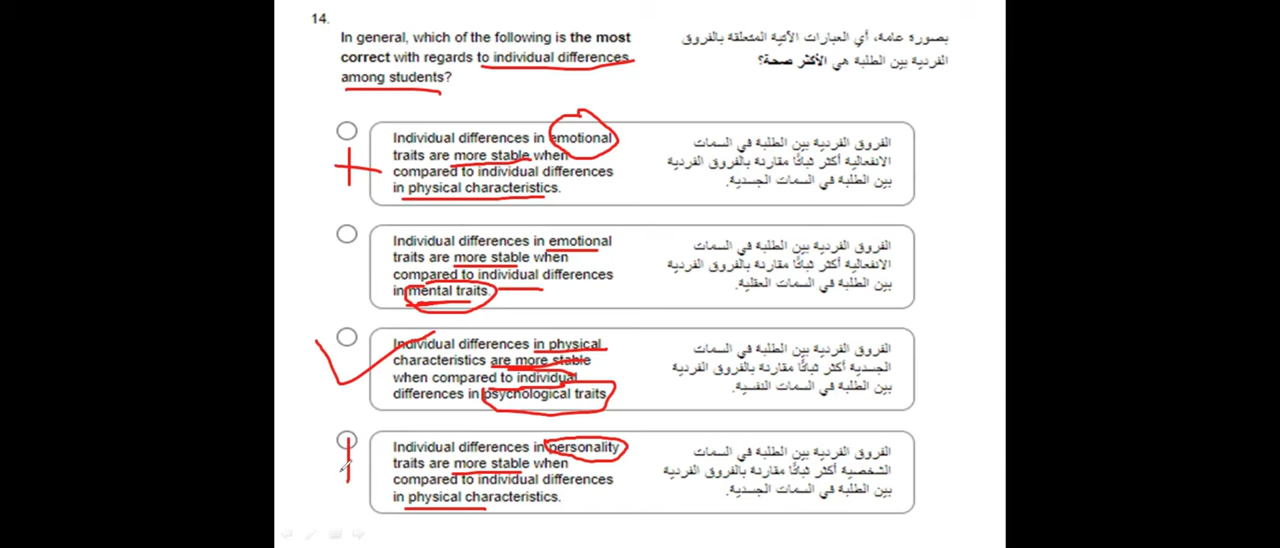 14.
In general, which of the following is the most
correct with regards to individual differences
among students?
بصورة عامة، أي العبارات الآتية المتعلقة بالفروق
الفردية بين الطلبة هي الأكثر صحة؟
Individual differences in emotional
traits are more stable when
compared to individual differences
in physical characteristics.
الفروق الفردية بين الطلبة في السمات
الانفعالية أكثر ثباتًا مقارنة بالفروق الفردية
بين الطلبة في السمات الجسدية.
Individual differences in emotional
traits are more stable when
compared to individual differences
in mental traits.
الفروق الفردية بين الطلبة في السمات
الانفعالية أكثر ثباتًا مقارنة بالفروق الفردية
بين الطلبة في السمات العقلية.
Individual differences in physical
characteristics are more stable
when compared to individual
differences in psychological traits.
الفروق الفردية بين الطلبة في السمات
الجسدية أكثر ثباتًا مقارنة بالفروق الفردية
بين الطلبة في السمات النفسية.
Individual differences in personality
traits are more stable when
compared to individual differences
in physical characteristics.
الفروق الفردية بين الطلبة في السمات
الشخصية أكثر ثباتًا مقارنة بالفروق الفردية
بين الطلبة في السمات الجسدية.